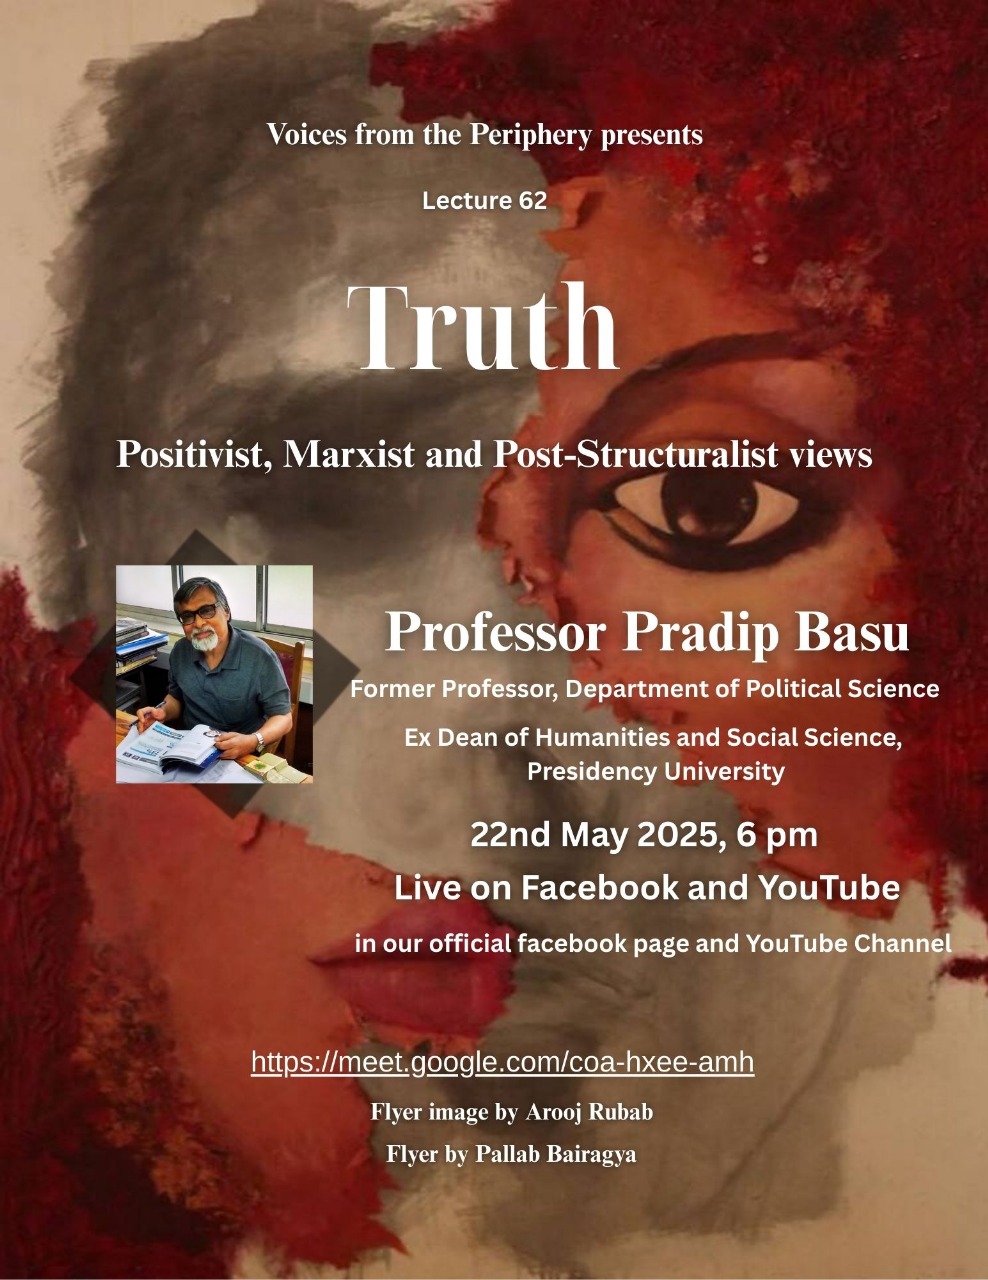 Voices from the Periphery presents
Lecture 62
Truth
Positivist, Marxist and Post-Structuralist views
Professor Pradip Basu
Former Professor, Department of Political Science
Ex Dean of Humanities and Social Science,
Presidency University
22nd May 2025, 6 pm
Live on Facebook and YouTube
in our official facebook page and YouTube Channel
https://meet.google.com/coa-hxee-amh
Flyer image by Arooj Rubab
Flyer by Pallab Bairagya